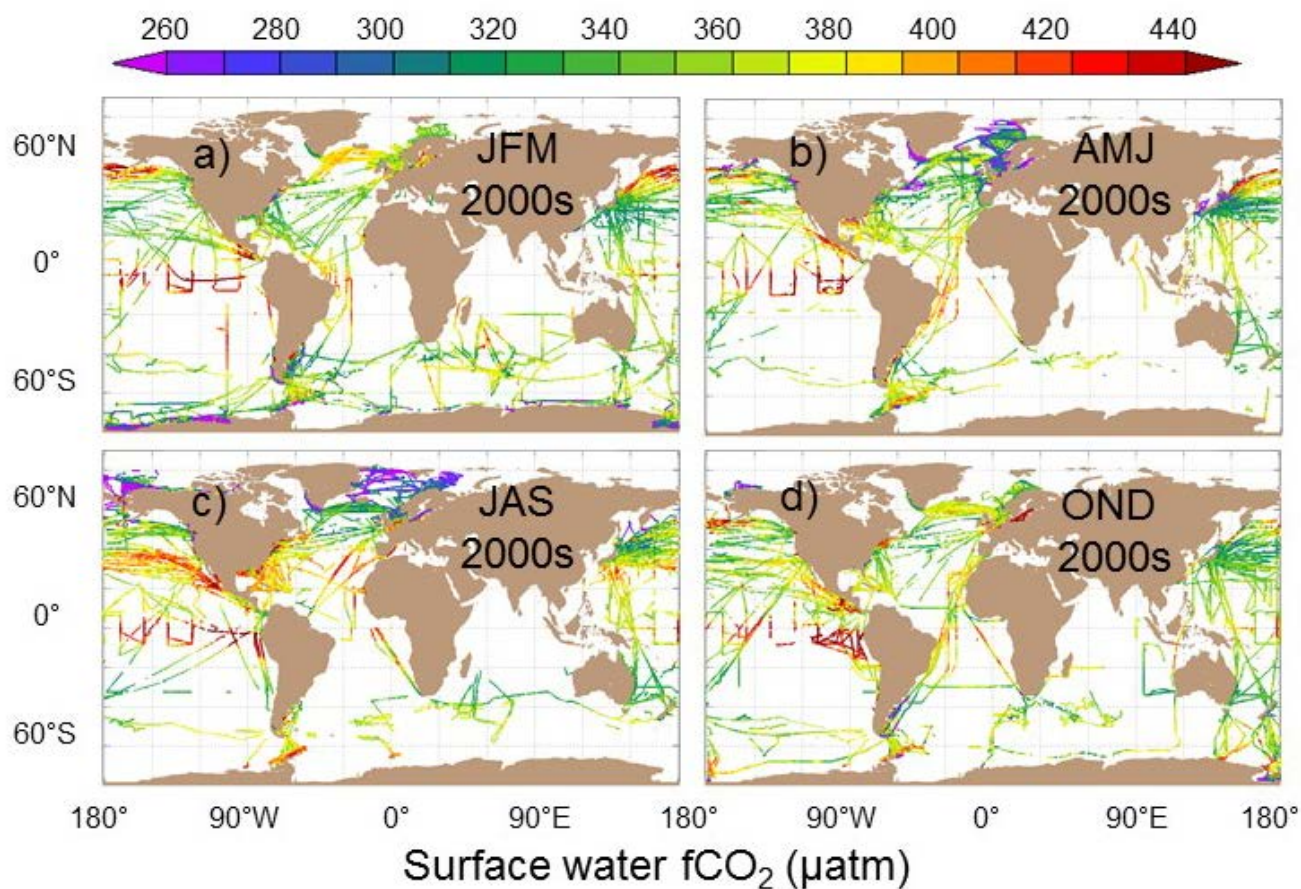 260 280 300 320 340 360 380 400 420 440
60°N
0°
60°S
a)
JFM
2000s
b)
AMJ
2000s
60°N
0°
60°S
c)
JAS
2000s
d)
OND
2000s
180° 90°W 0° 90°E 180° 90°W 0° 90°E 180°
Surface water fCO₂ (µatm)